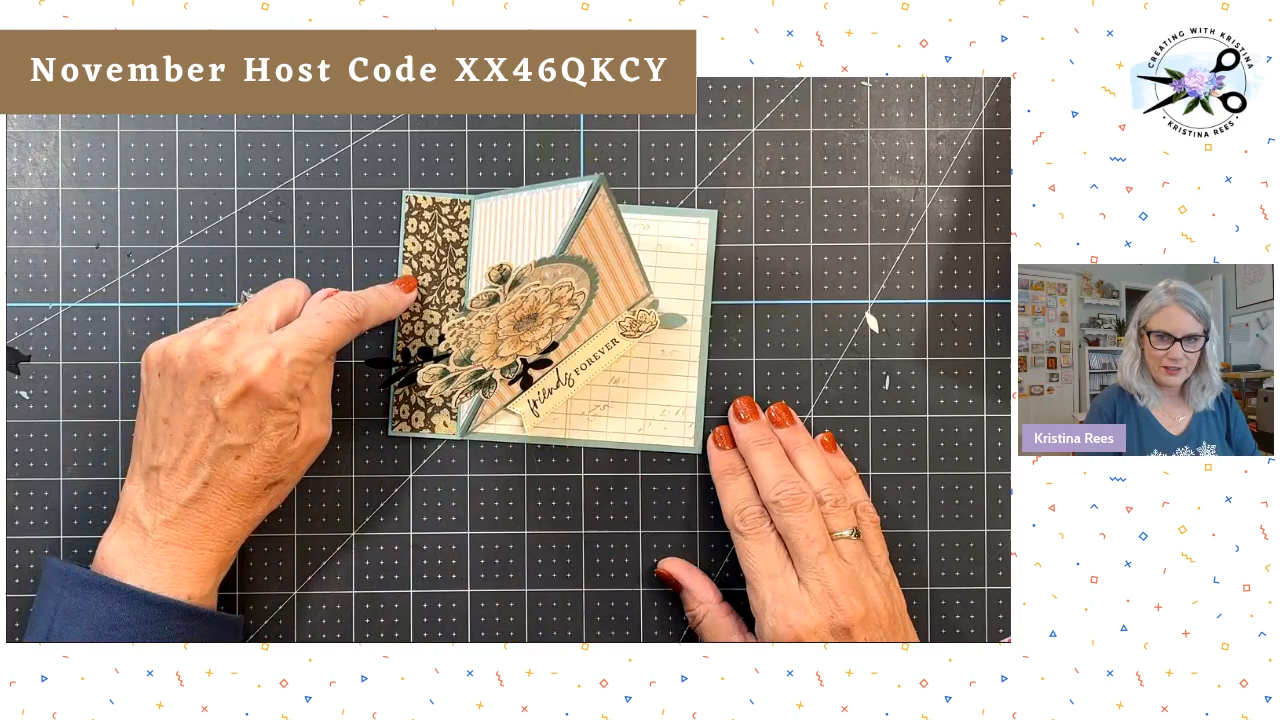 November Host Code XX46QKCY
CREATING WITH KRISTINA
• KRISTINA REES •
friends FOREVER
Kristina Rees